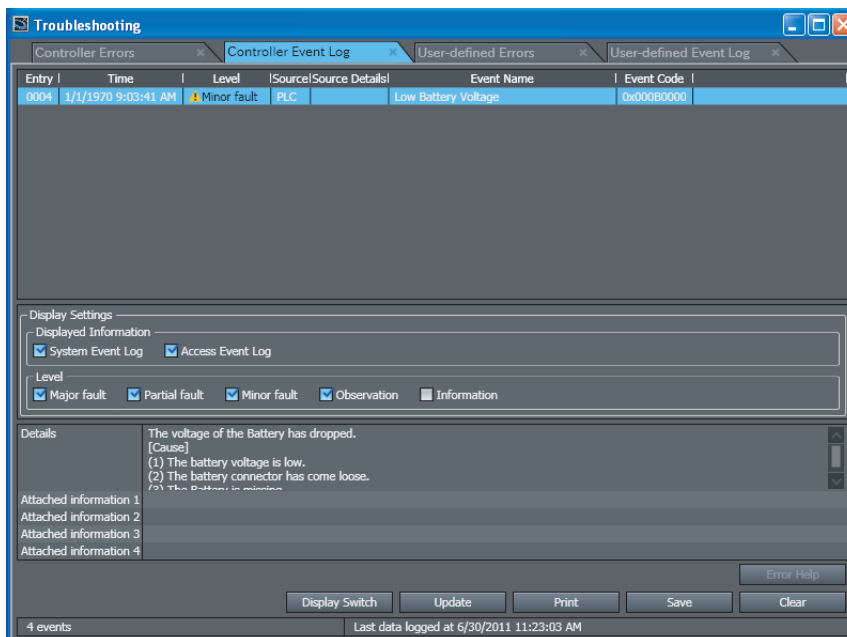 Troubleshooting
Controller Errors
Controller Event Log
User-defined Errors
User-defined Event Log
Entry Time Level Source Source Details Event Name Event Code
0004 1/1/1970 9:03:41 AM Minor fault PLC Low Battery Voltage 0x000B0000
Display Settings
Displayed Information
System Event Log Access Event Log
Level
Major fault Partial fault Minor fault Observation Information
Details The voltage of the Battery has dropped.
[Cause]
(1) The battery voltage is low.
(2) The battery connector has come loose.
(3) The Battery is missing.
Attached information 1
Attached information 2
Attached information 3
Attached information 4
Error Help
Display Switch Update Print Save Clear
4 events Last data logged at 6/30/2011 11:23:03 AM